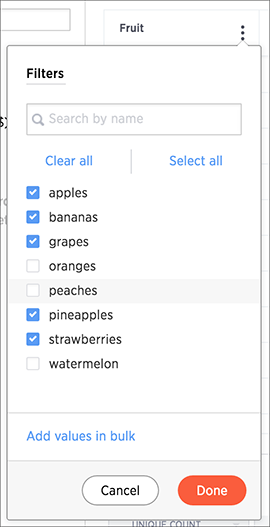 Fruit
Filters
Search by name
Clear all
Select all
apples
bananas
grapes
oranges
peaches
pineapples
strawberries
watermelon
Add values in bulk
Cancel
Done
UNIQUE COUNT